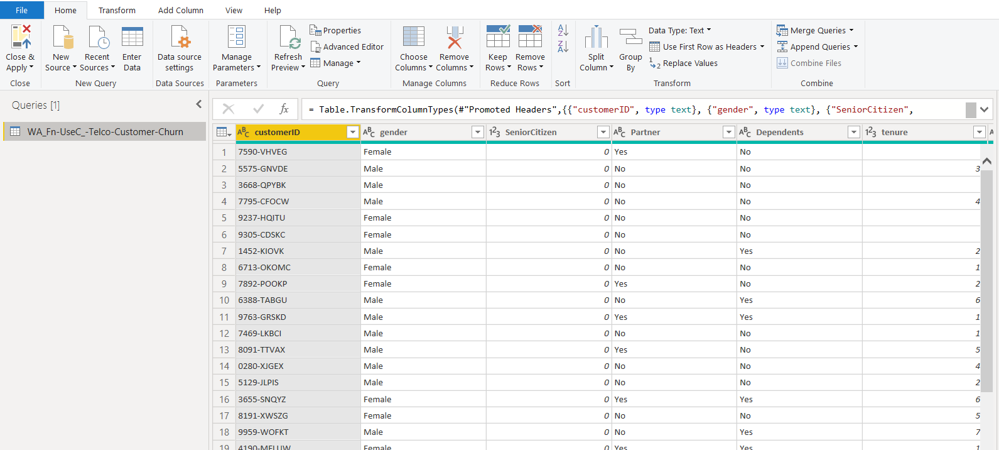 File Home Transform Add Column View Help
Close & Apply
New Source
Recent Sources
Enter Data
Data source settings
Manage Parameters
Refresh Preview
Properties
Advanced Editor
Manage
Choose Columns
Remove Columns
Keep Rows
Remove Rows
A Z
Z A
Split Column
Group By
Data Type: Text
Use First Row as Headers
1 2 Replace Values
Merge Queries
Append Queries
Combine Files
Close New Query Data Sources Parameters Query Manage Columns Reduce Rows Sort Transform Combine
Queries [1]
fx = Table.TransformColumnTypes(#"Promoted Headers",{{"customerID", type text}, {"gender", type text}, {"SeniorCitizen",
WA_Fn-UseC_-Telco-Customer-Churn
ABC customerID ABC gender 123 SeniorCitizen ABC Partner ABC Dependents 123 tenure A
1 7590-VHVEG Female 0 Yes No
2 5575-GNVDE Male 0 No No 3
3 3668-QPYBK Male 0 No No
4 7795-CFOCW Male 0 No No 4
5 9237-HQITU Female 0 No No
6 9305-CDSKC Female 0 No No
7 1452-KIOVK Male 0 No Yes 2
8 6713-OKOMC Female 0 No No 1
9 7892-POOKP Female 0 Yes No 2
10 6388-TABGU Male 0 No Yes 6
11 9763-GRSKD Male 0 Yes Yes 1
12 7469-LKBCI Male 0 No No 1
13 8091-TTVAX Male 0 Yes No 5
14 0280-XJGEX Male 0 No No 4
15 5129-JLPIS Male 0 No No 2
16 3655-SNQYZ Female 0 Yes Yes 6
17 8191-XWSZG Female 0 No No 5
18 9959-WOFKT Male 0 No Yes 7
19 4190-MFLUW Female 0 Yes Yes 1